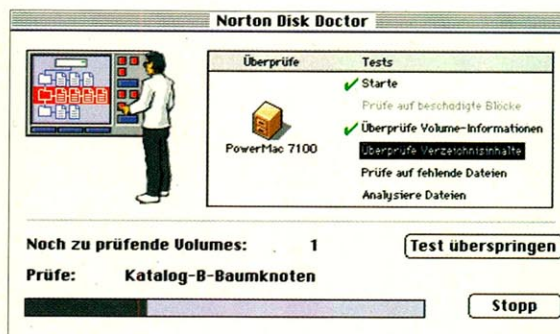 Norton Disk Doctor
Überprüfe
Tests
Starte
Prüfe auf beschädigte Blöcke
Überprüfe Volume-Informationen
Überprüfe Verzeichnisinhalte
Prüfe auf fehlende Dateien
Analysiere Dateien
PowerMac 7100
Noch zu prüfende Volumes: 1
Test überspringen
Prüfe: Katalog-B-Baumknoten
Stopp